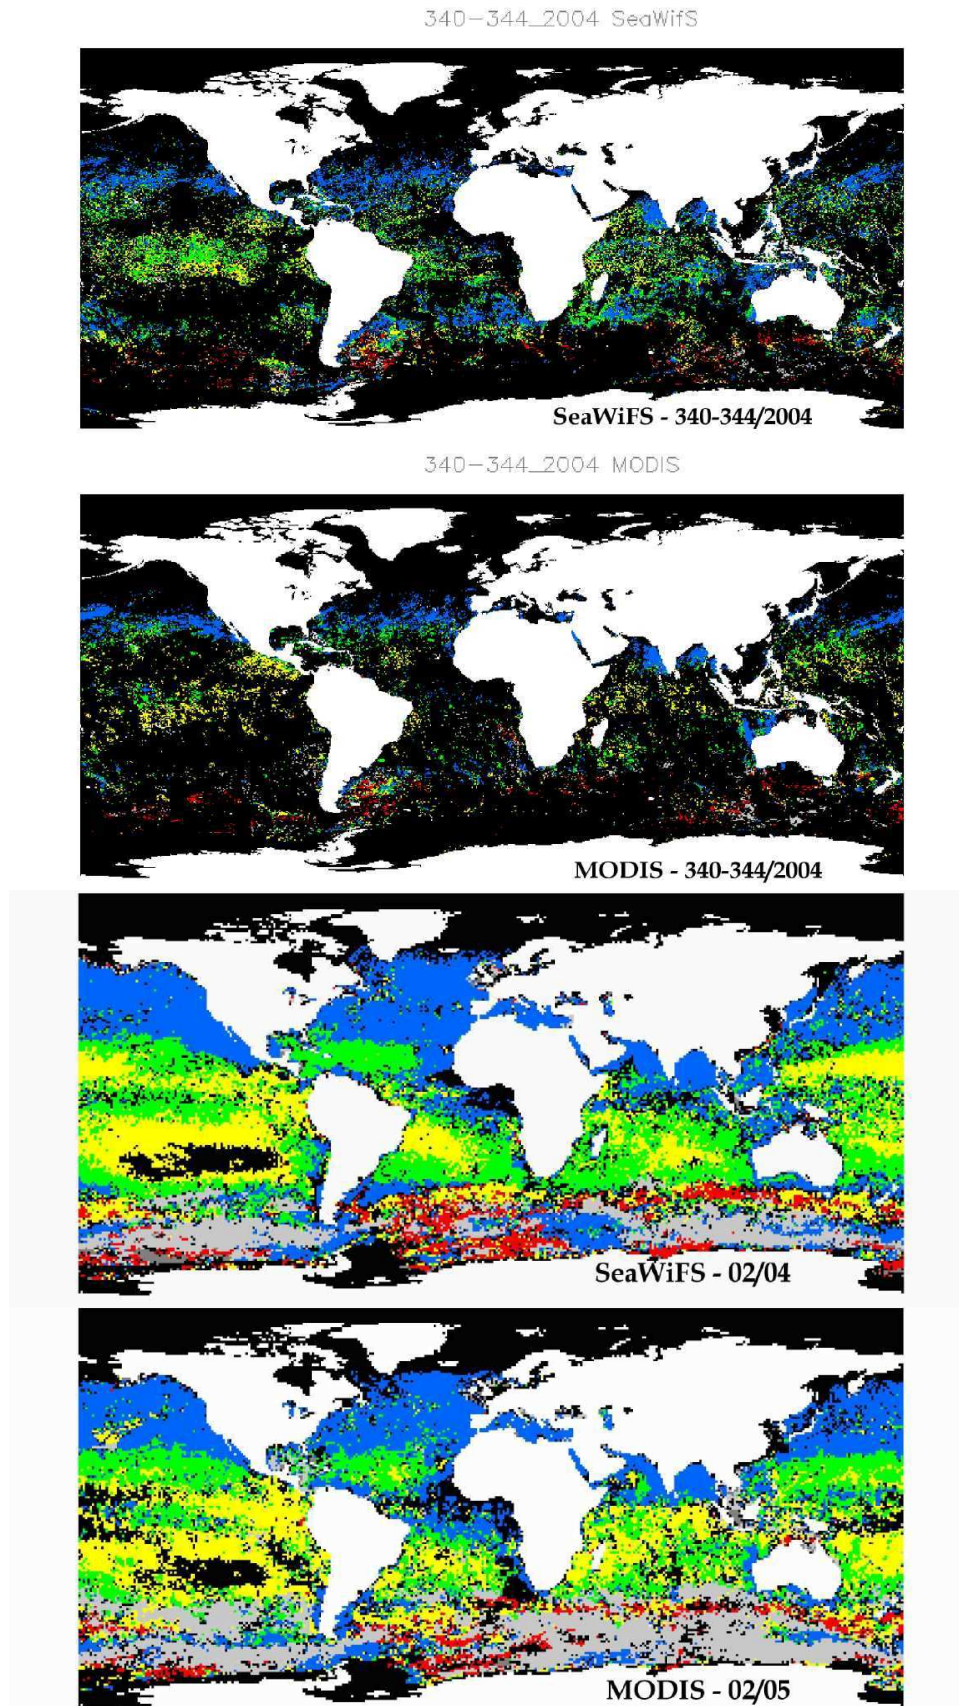 340-344_2004 SeaWifS
SeaWiFS - 340-344/2004
340-344_2004 MODIS
MODIS - 340-344/2004
SeaWiFS - 02/04
MODIS - 02/05